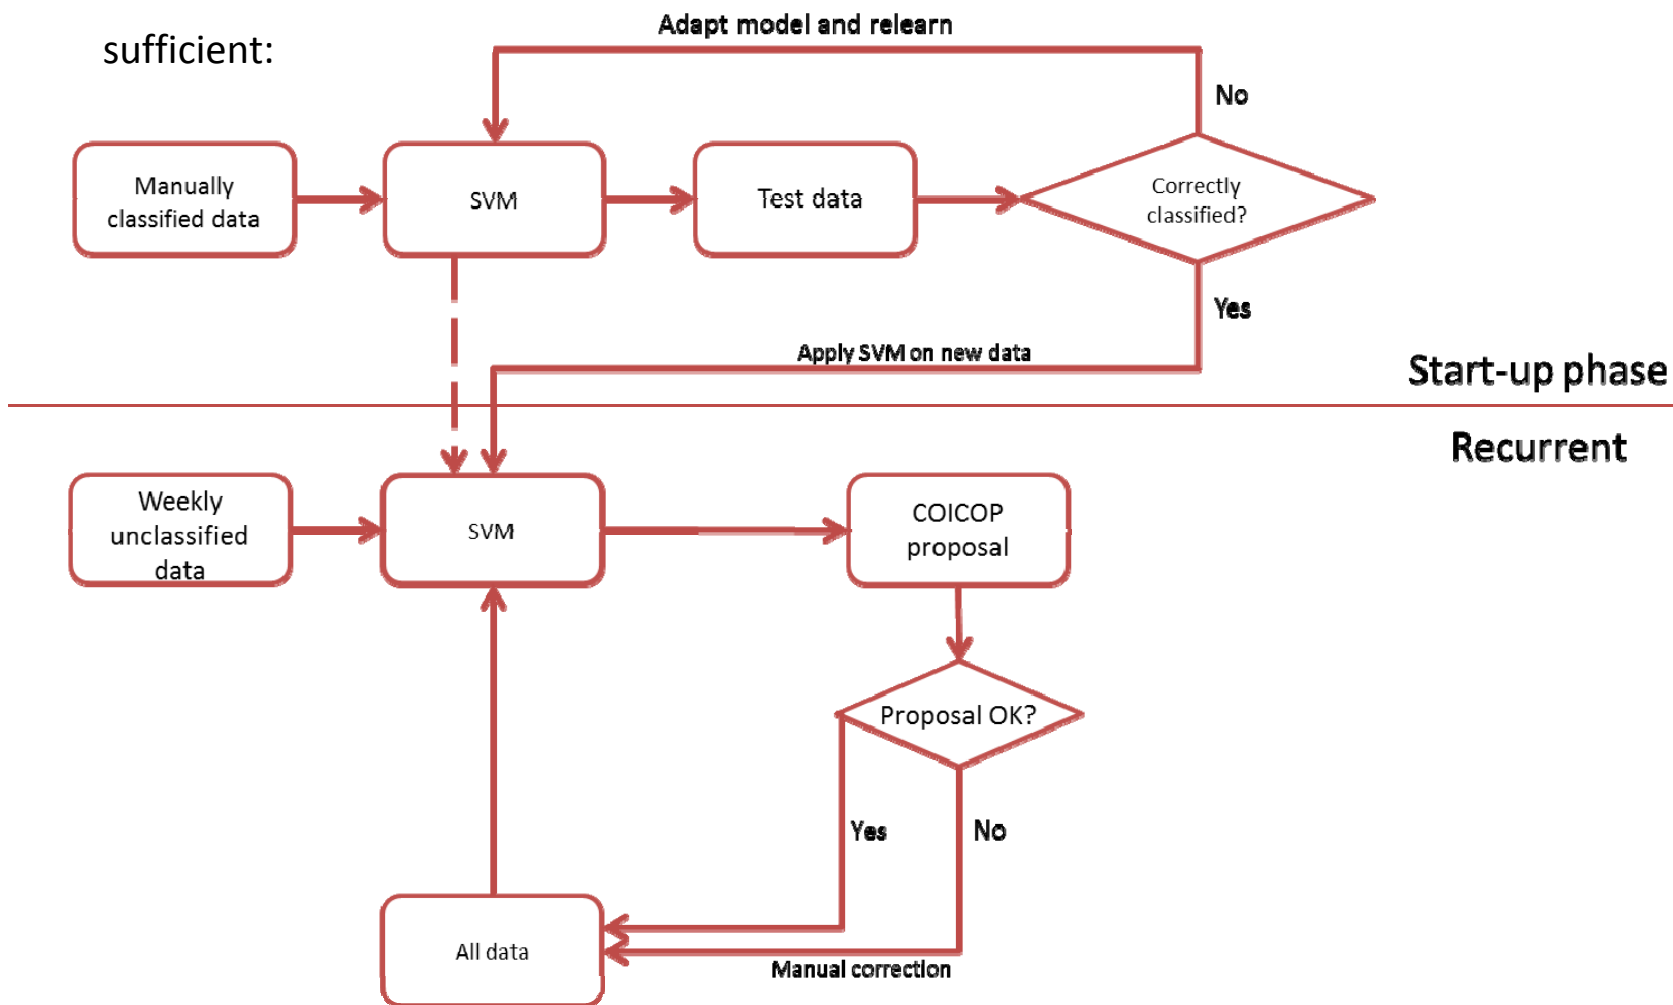 sufficient:
Adapt model and relearn
No
Manually
classified data
SVM
Test data
Correctly
classified?
Yes
Apply SVM on new data
Start-up phase
Recurrent
Weekly
unclassified
data
SVM
COICOP
proposal
Proposal OK?
Yes
No
All data
Manual correction